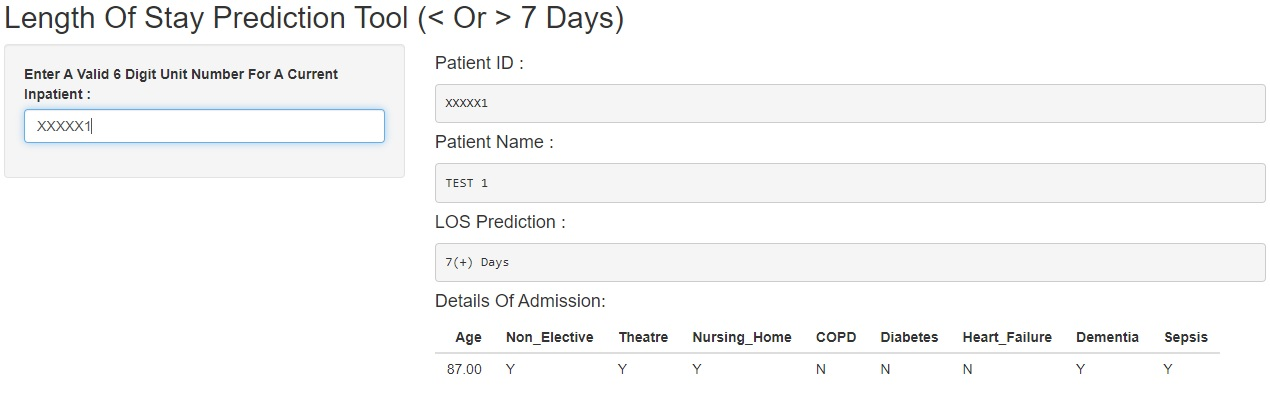 Length Of Stay Prediction Tool (< Or > 7 Days)
Enter A Valid 6 Digit Unit Number For A Current
Inpatient :
XXXXX1
Patient ID :
XXXXX1
Patient Name :
TEST 1
LOS Prediction :
7(+) Days
Details Of Admission:
Age Non_Elective Theatre Nursing_Home COPD Diabetes Heart_Failure Dementia Sepsis
87.00 Y Y Y N N N Y Y